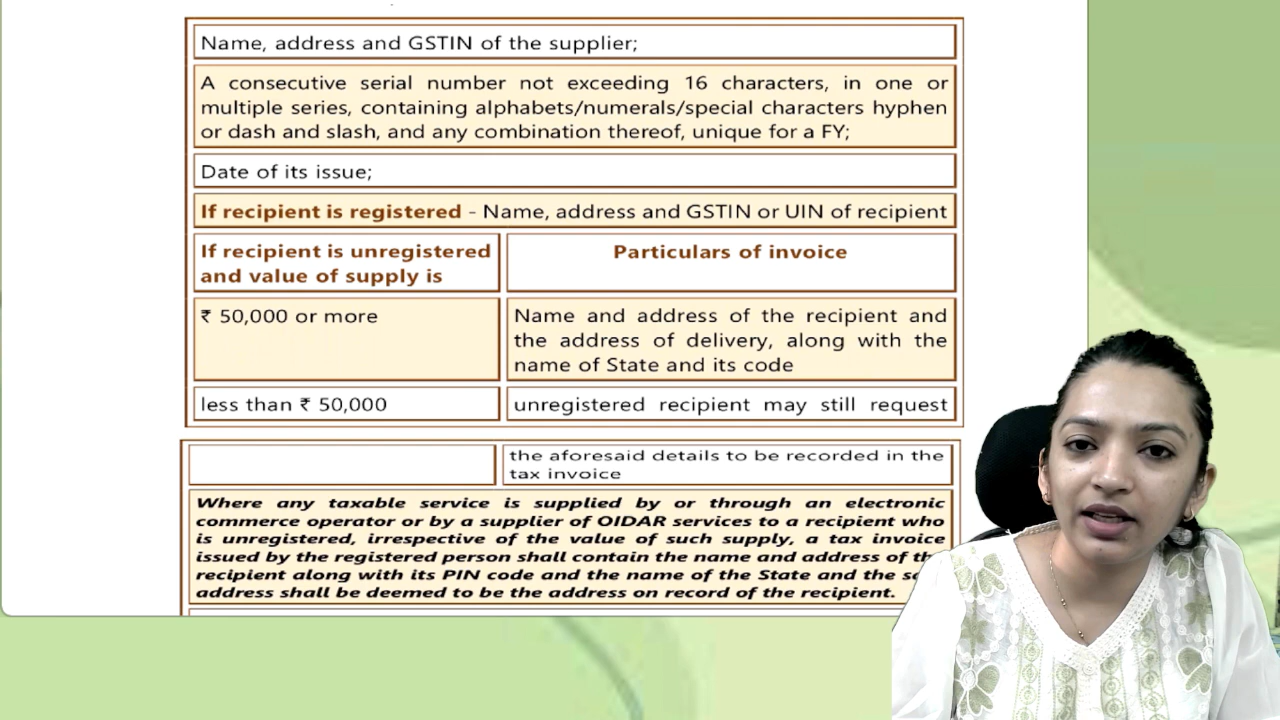 Name, address and GSTIN of the supplier;
A consecutive serial number not exceeding 16 characters, in one or
multiple series, containing alphabets/numerals/special characters hyphen
or dash and slash, and any combination thereof, unique for a FY;
Date of its issue;
If recipient is registered - Name, address and GSTIN or UIN of recipient
If recipient is unregistered
and value of supply is
Particulars of invoice
₹ 50,000 or more
Name and address of the recipient and
the address of delivery, along with the
name of State and its code
less than ₹ 50,000
unregistered recipient may still request
the aforesaid details to be recorded in the
tax invoice
Where any taxable service is supplied by or through an electronic
commerce operator or by a supplier of OIDAR services to a recipient who
is unregistered, irrespective of the value of such supply, a tax invoice
issued by the registered person shall contain the name and address of
recipient along with its PIN code and the name of the State and the
address shall be deemed to be the address on record of the recipient.